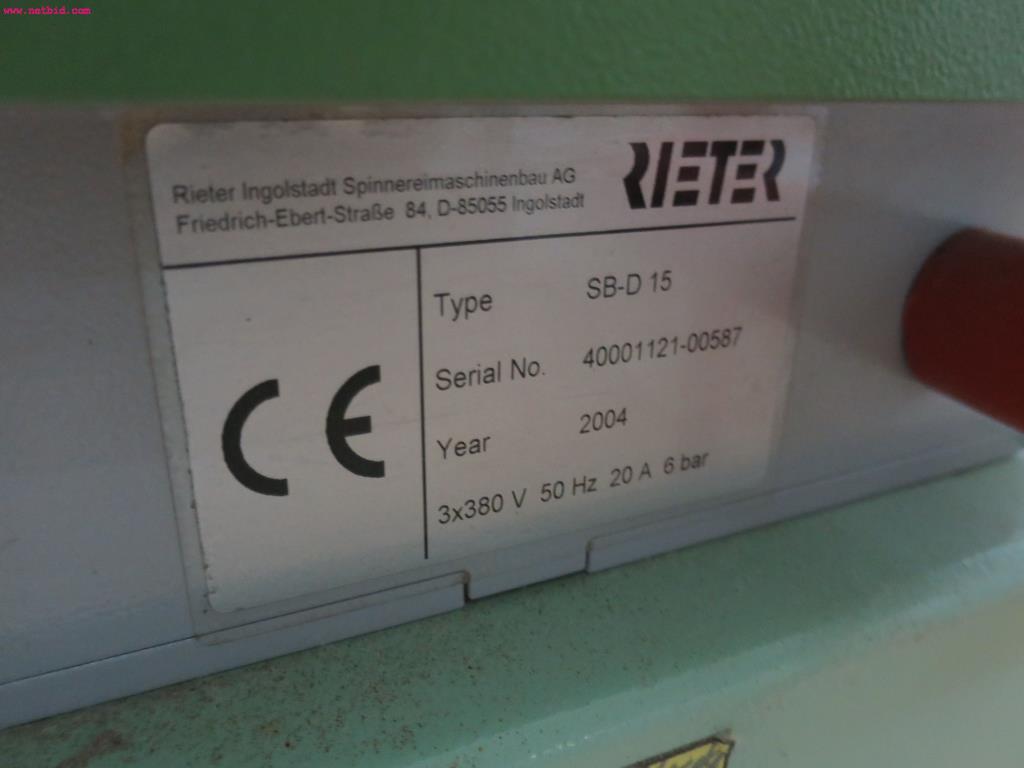 www.netbid.com
Rieter Ingolstadt Spinnereimaschinenbau AG
Friedrich-Ebert-Straße 84, D-85055 Ingolstadt
RIETER
CE
Type SB-D 15
Serial No. 40001121-00587
Year 2004
3x380 V 50 Hz 20 A 6 bar